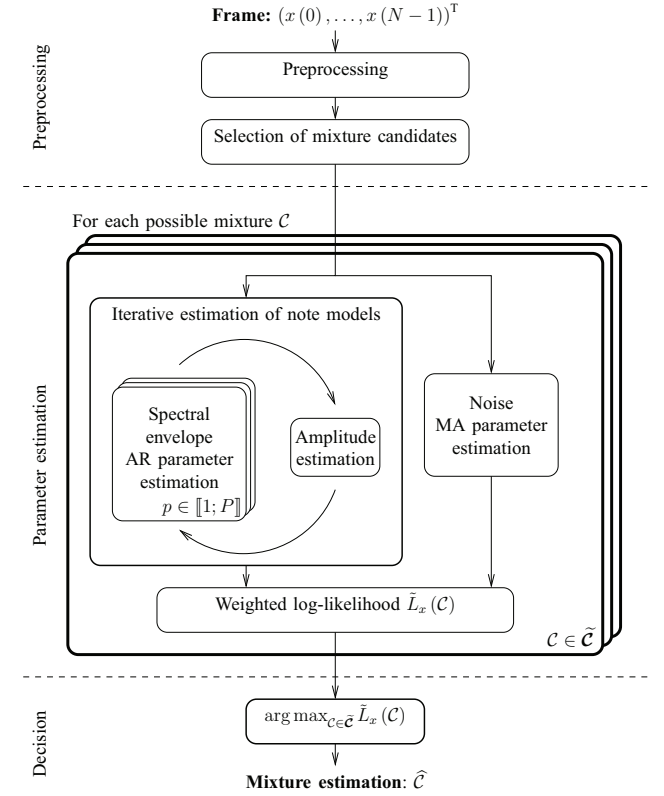 Frame: (x (0) , . . . , x (N − 1))ᵀ
Preprocessing
Preprocessing
Selection of mixture candidates
For each possible mixture 𝒞
Parameter estimation
Iterative estimation of note models
Spectral
envelope
AR parameter
estimation
p ∈ ⟦1; P⟧
Amplitude
estimation
Noise
MA parameter
estimation
Weighted log-likelihood L̃ₓ (𝒞)
𝒞 ∈ 𝓒̃
Decision
arg max_{𝒞∈𝓒̃} L̃ₓ (𝒞)
Mixture estimation: 𝒞̂